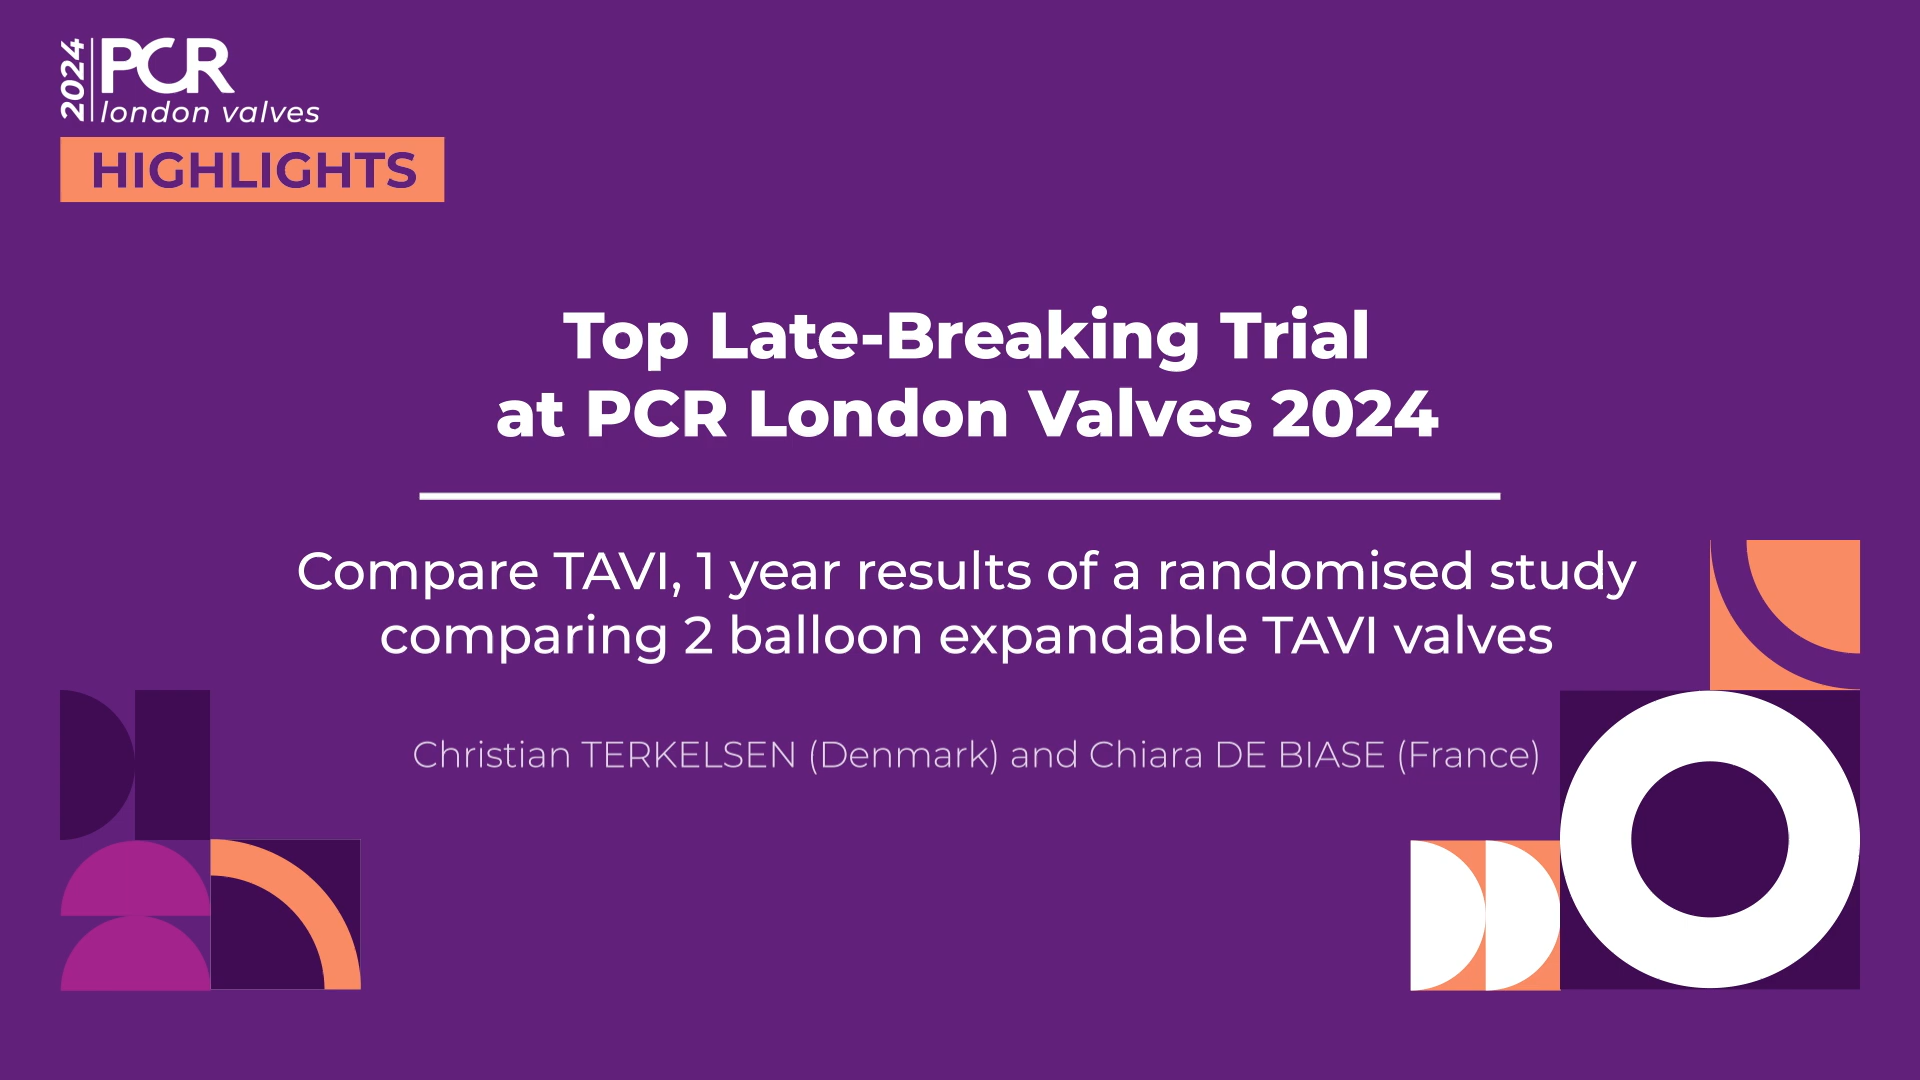 2024
PCR
london valves
HIGHLIGHTS
Top Late-Breaking Trial
at PCR London Valves 2024
Compare TAVI, 1 year results of a randomised study
comparing 2 balloon expandable TAVI valves
Christian TERKELSEN (Denmark) and Chiara DE BIASE (France)